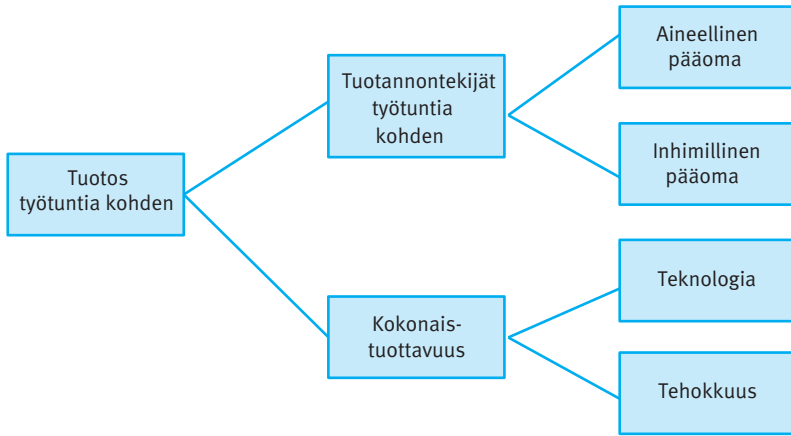 Tuotos
työtuntia kohden
Tuotannontekijät
työtuntia
kohden
Kokonais-
tuottavuus
Aineellinen
pääoma
Inhimillinen
pääoma
Teknologia
Tehokkuus